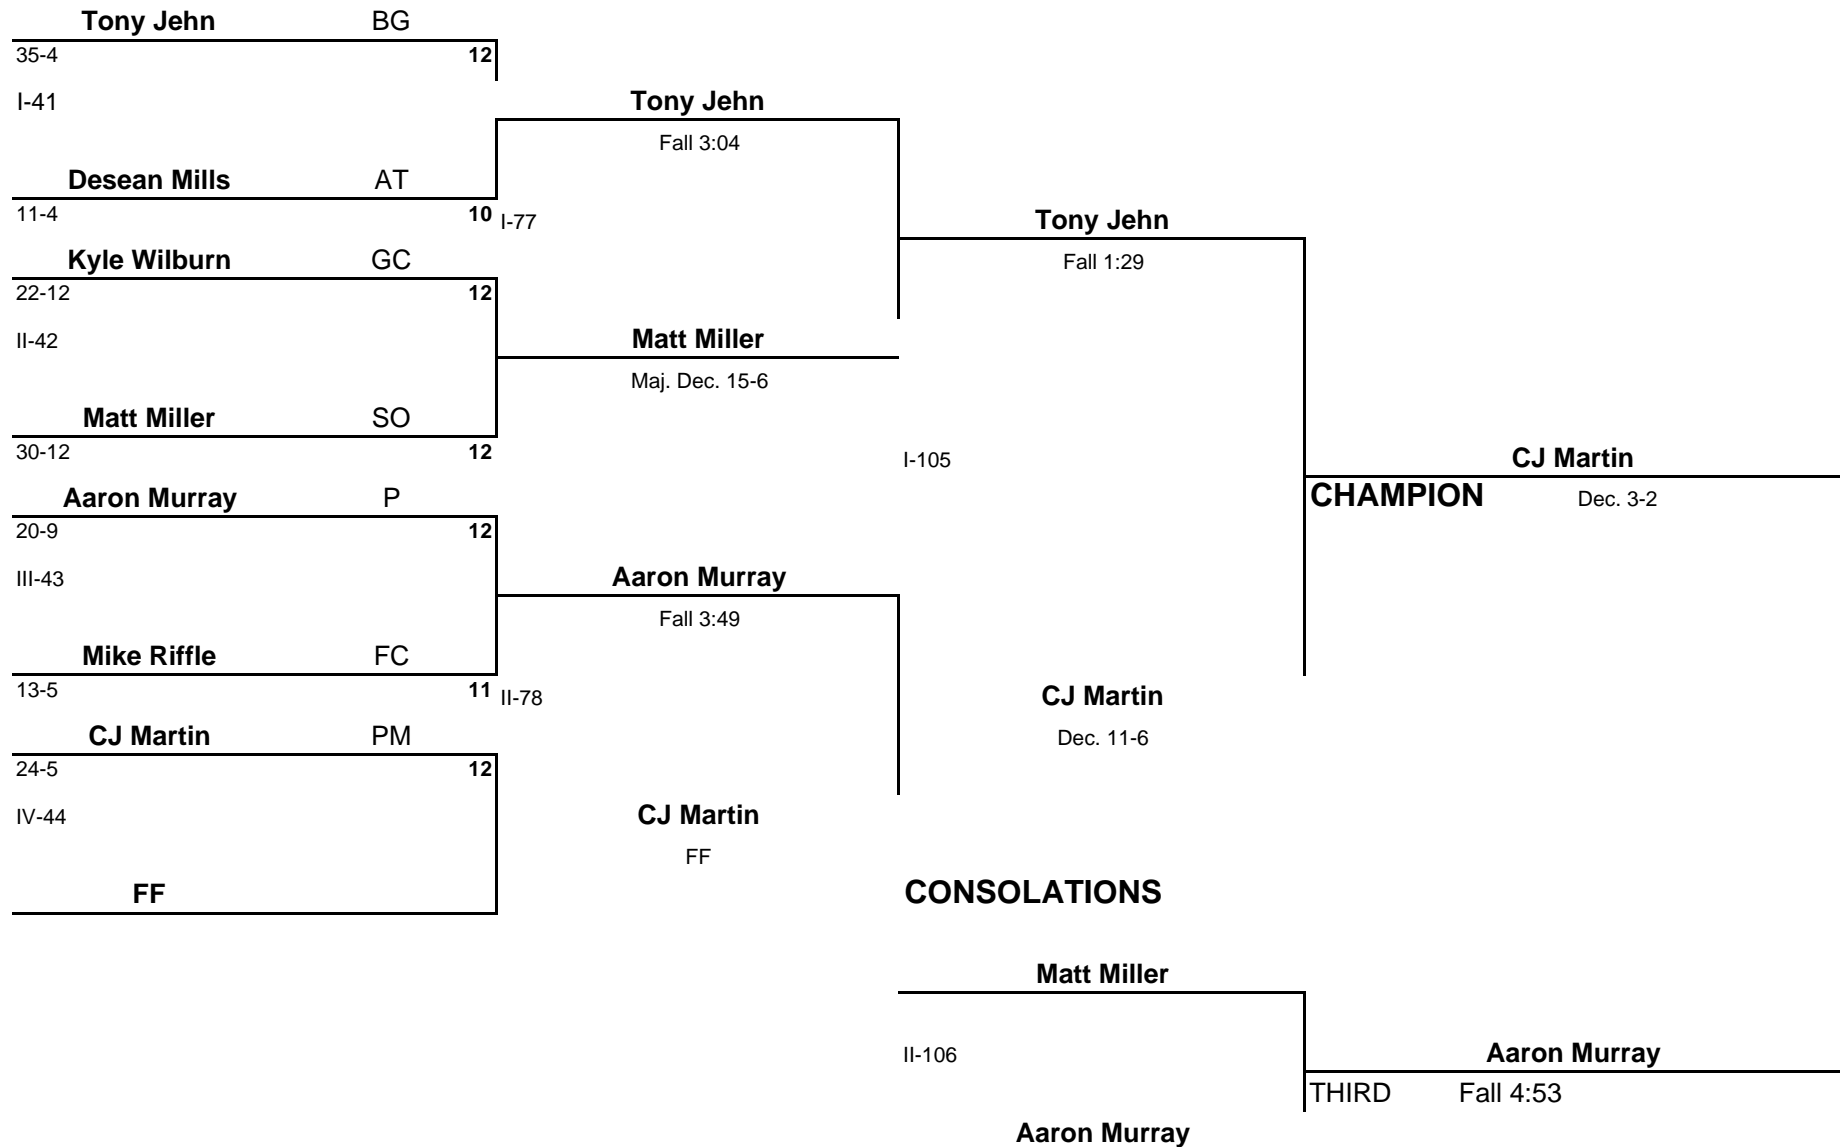 Tony Jehn BG
35-4 12
I-41
Tony Jehn
Fall 3:04
Desean Mills AT
11-4 10 I-77
Tony Jehn
Kyle Wilburn GC
Fall 1:29
22-12 12
II-42
Matt Miller
Maj. Dec. 15-6
Matt Miller SO
30-12 12
I-105
CJ Martin
Aaron Murray P
CHAMPION Dec. 3-2
20-9 12
III-43
Aaron Murray
Fall 3:49
Mike Riffle FC
13-5 11 II-78
CJ Martin
CJ Martin PM
Dec. 11-6
24-5 12
IV-44
CJ Martin
FF
FF
CONSOLATIONS
Matt Miller
II-106
Aaron Murray
THIRD Fall 4:53
Aaron Murray